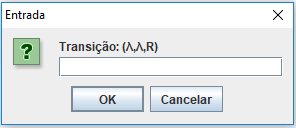 Entrada
Transição: (Λ,Λ,R)
OK
Cancelar